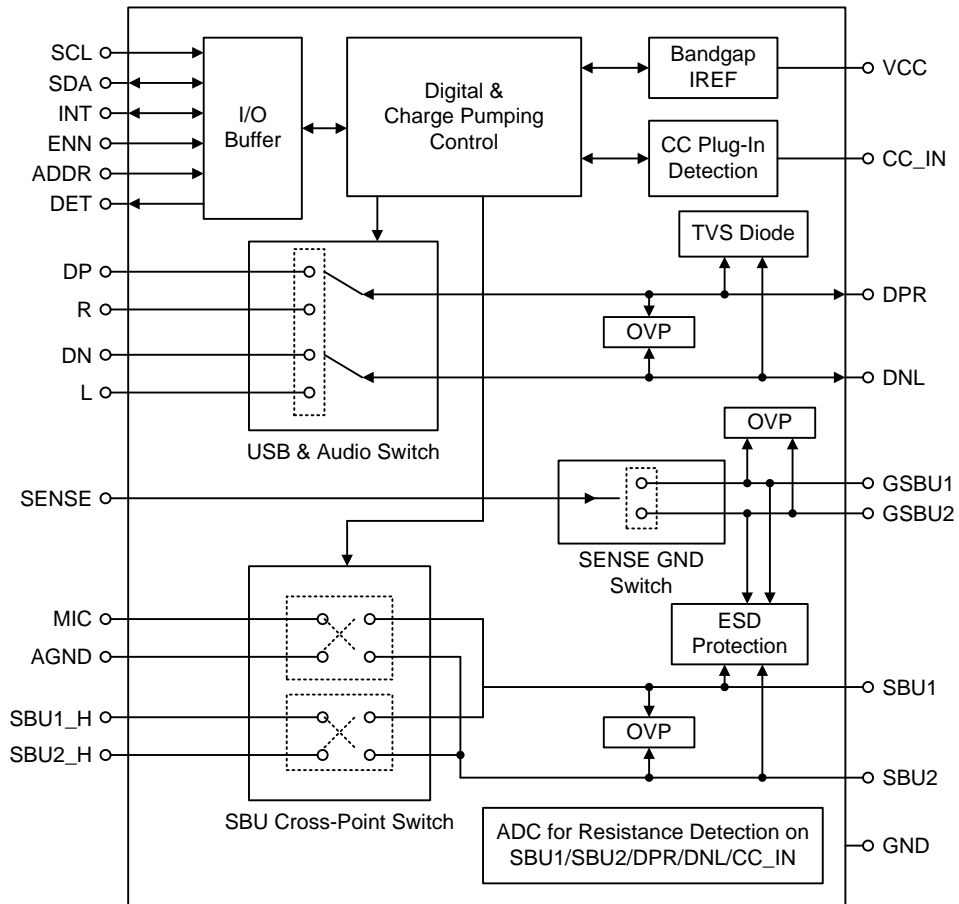 SCL
SDA
INT
ENN
ADDR
DET
I/O
Buffer
Digital &
Charge Pumping
Control
Bandgap
IREF
VCC
CC Plug-In
Detection
CC_IN
TVS Diode
DP
R
DN
L
OVP
DPR
DNL
USB & Audio Switch
OVP
SENSE
GSBU1
GSBU2
SENSE GND
Switch
MIC
AGND
SBU1_H
SBU2_H
ESD
Protection
SBU1
OVP
SBU2
SBU Cross-Point Switch
ADC for Resistance Detection on
SBU1/SBU2/DPR/DNL/CC_IN
GND